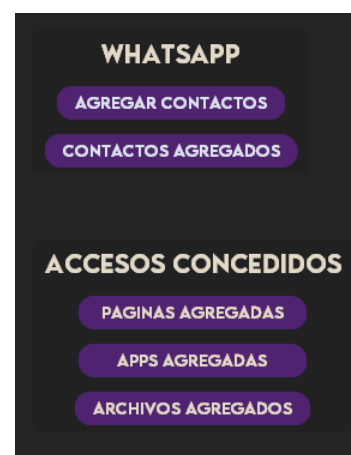 WHATSAPP
AGREGAR CONTACTOS
CONTACTOS AGREGADOS
ACCESOS CONCEDIDOS
PAGINAS AGREGADAS
APPS AGREGADAS
ARCHIVOS AGREGADOS